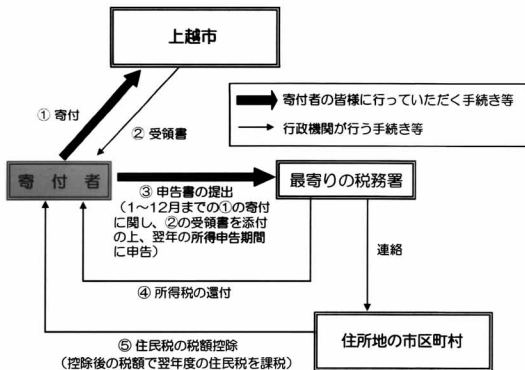 上越市
① 寄付
② 受領書
寄付者の皆様に行っていただく手続き等
行政機関が行う手続き等
寄付者
③ 申告書の提出
（1～12月までの①の寄付
に関し、②の受領書を添付
の上、翌年の所得申告期間
に申告）
最寄りの税務署
連絡
④ 所得税の還付
住所地の市区町村
⑤ 住民税の税額控除
（控除後の税額で翌年度の住民税を課税）